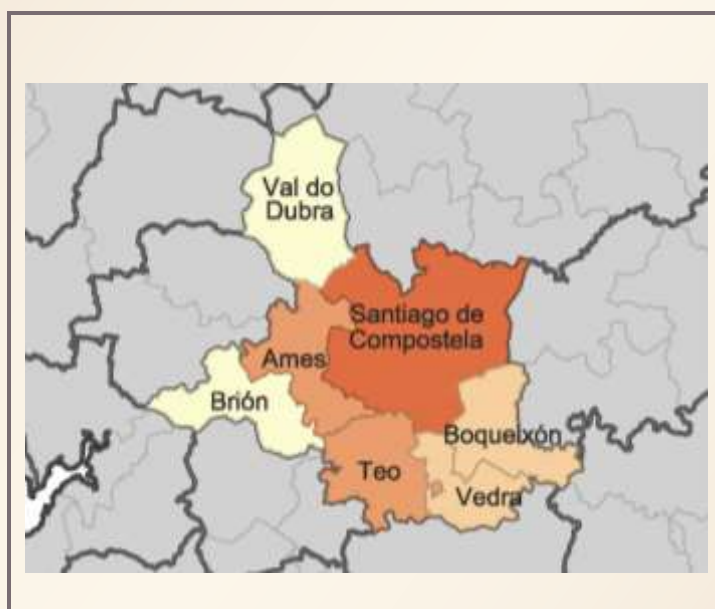 Val do
Dubra
Santiago de
Compostela
Ames
Brión
Boqueixón
Teo
Vedra